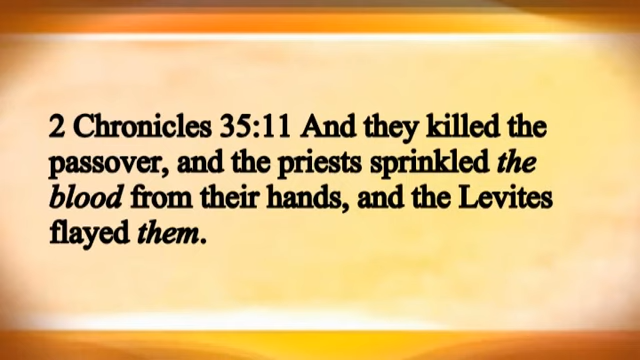 2 Chronicles 35:11 And they killed the
passover, and the priests sprinkled the
blood from their hands, and the Levites
flayed them.